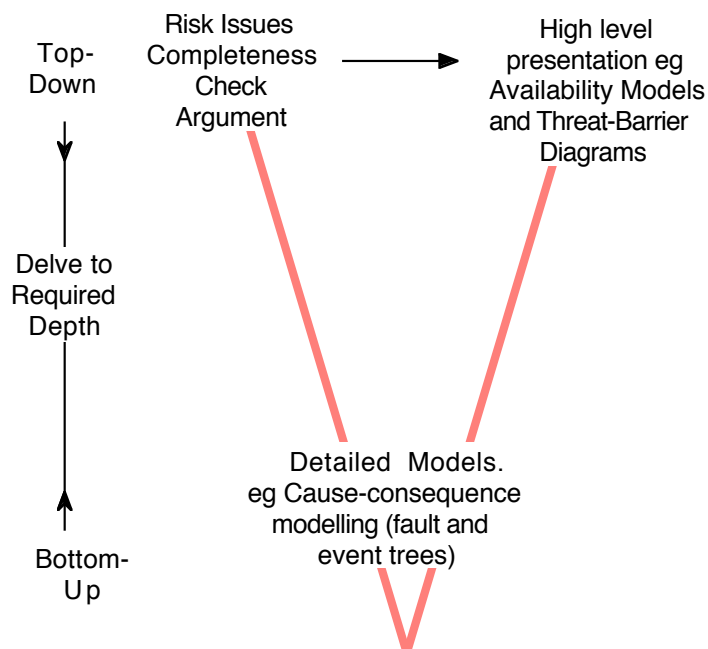 Top-
Down
Risk Issues
Completeness
Check
Argument
High level
presentation eg
Availability Models
and Threat-Barrier
Diagrams
Delve to
Required
Depth
Detailed Models.
eg Cause-consequence
modelling (fault and
event trees)
Bottom-
Up